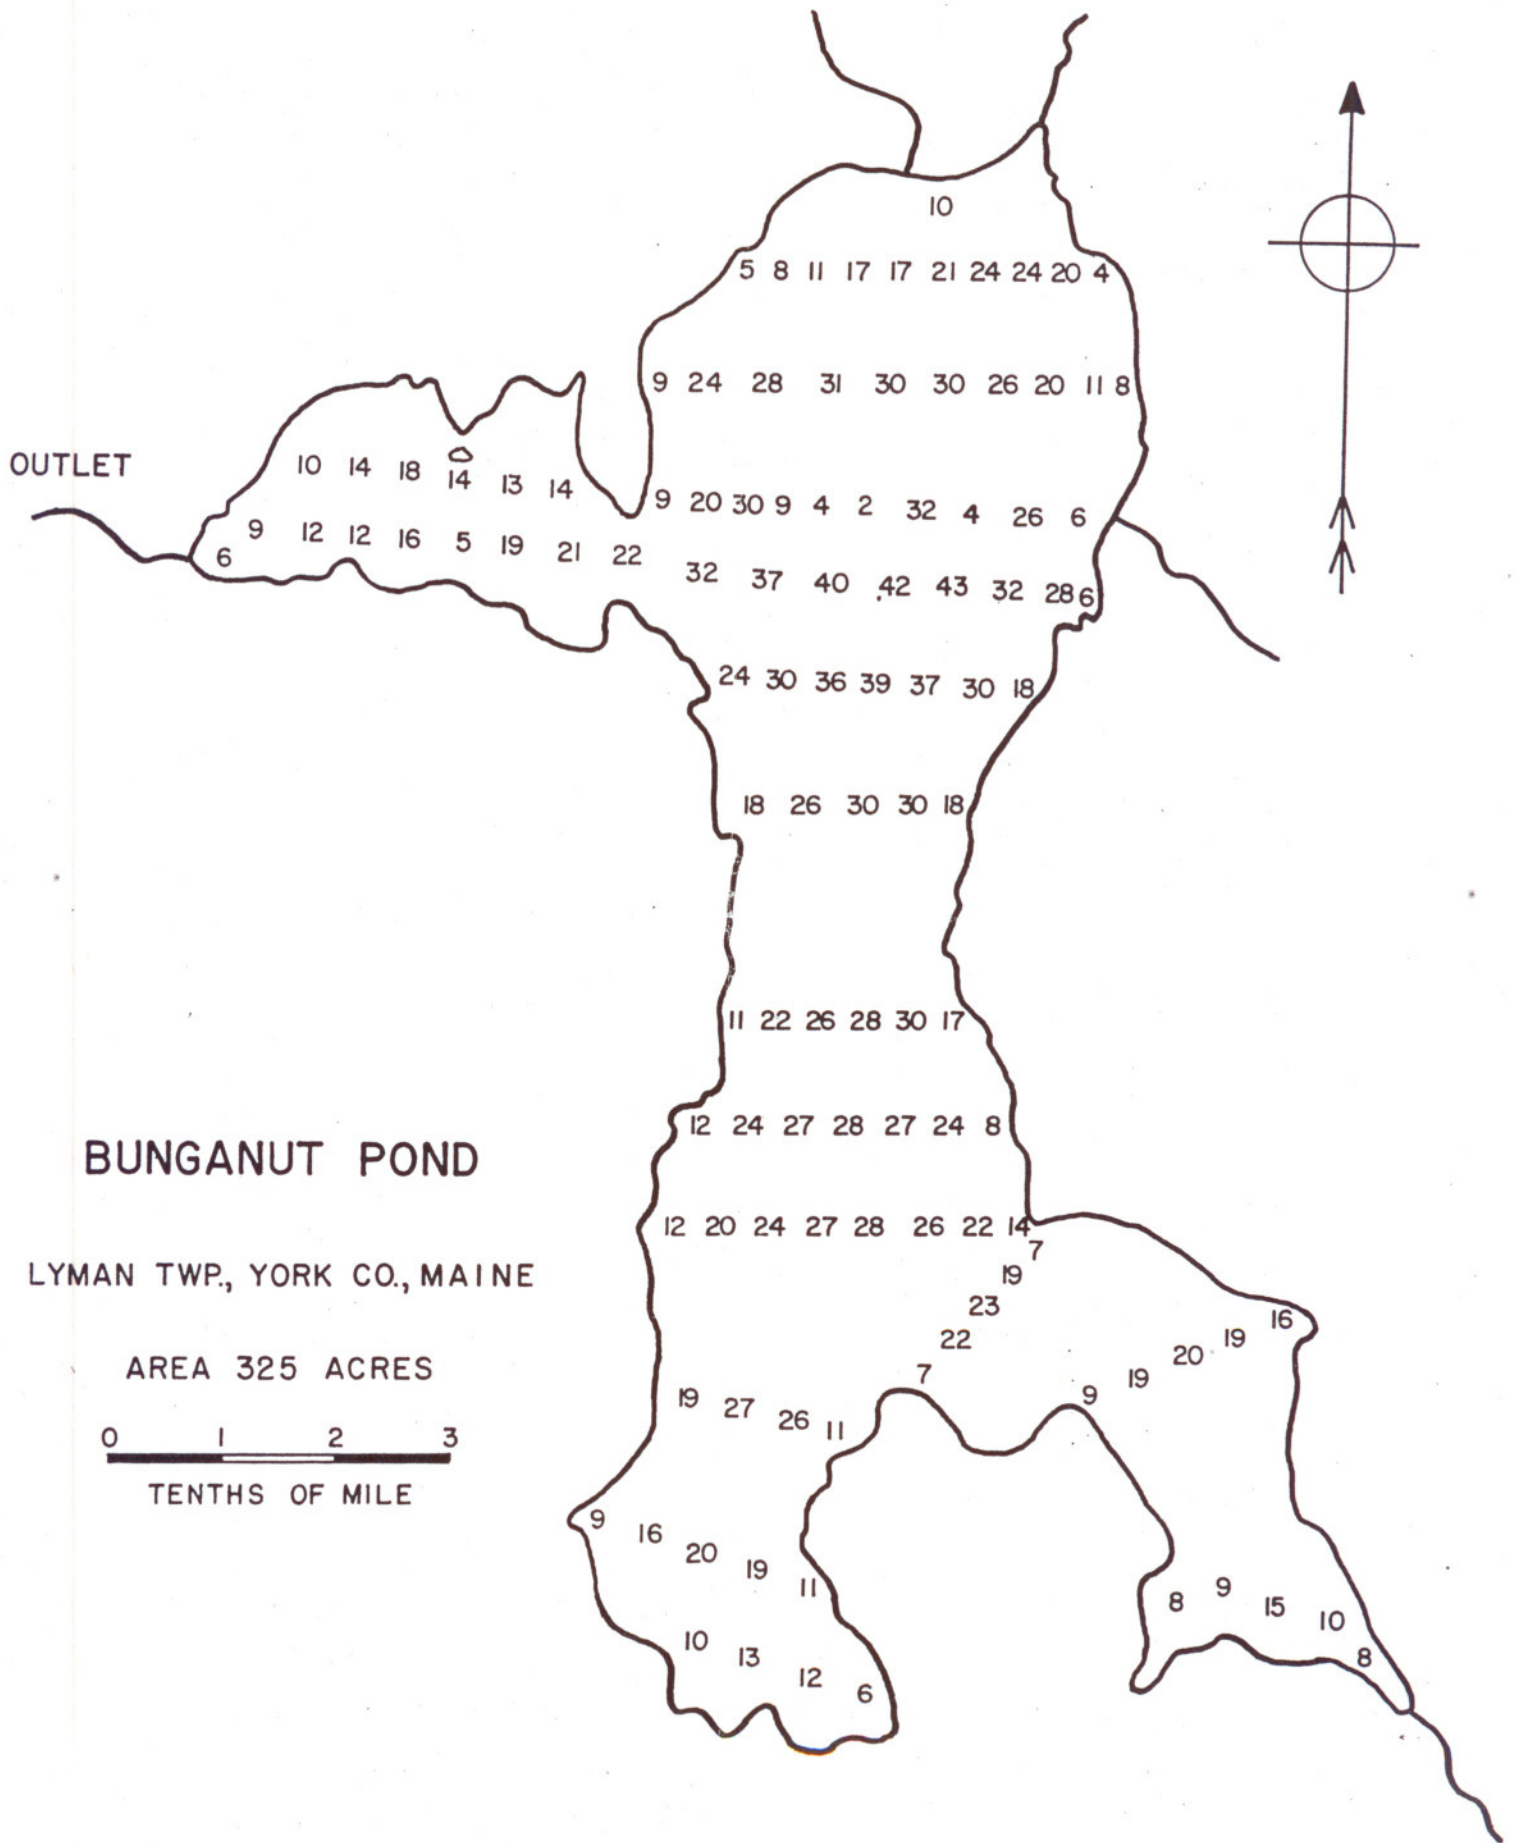 10
5 8 11 17 17 21 24 24 20 4
9 24 28 31 30 30 26 20 11 8
OUTLET
10 14 18 14 13 14
9 20 30 9 4 2 32 4 26 6
6 9 12 12 16 5 19 21 22
32 37 40 42 43 32 28 6
24 30 36 39 37 30 18
18 26 30 30 18
11 22 26 28 30 17
12 24 27 28 27 24 8
BUNGANUT POND
12 20 24 27 28 26 22 14
7
19
23
22
7
LYMAN TWP., YORK CO., MAINE
9 19 20 19 16
AREA 325 ACRES
19 27 26 11
0 1 2 3
TENTHS OF MILE
9 16 20 19 11
8 9 15 10 8
10 13 12 6